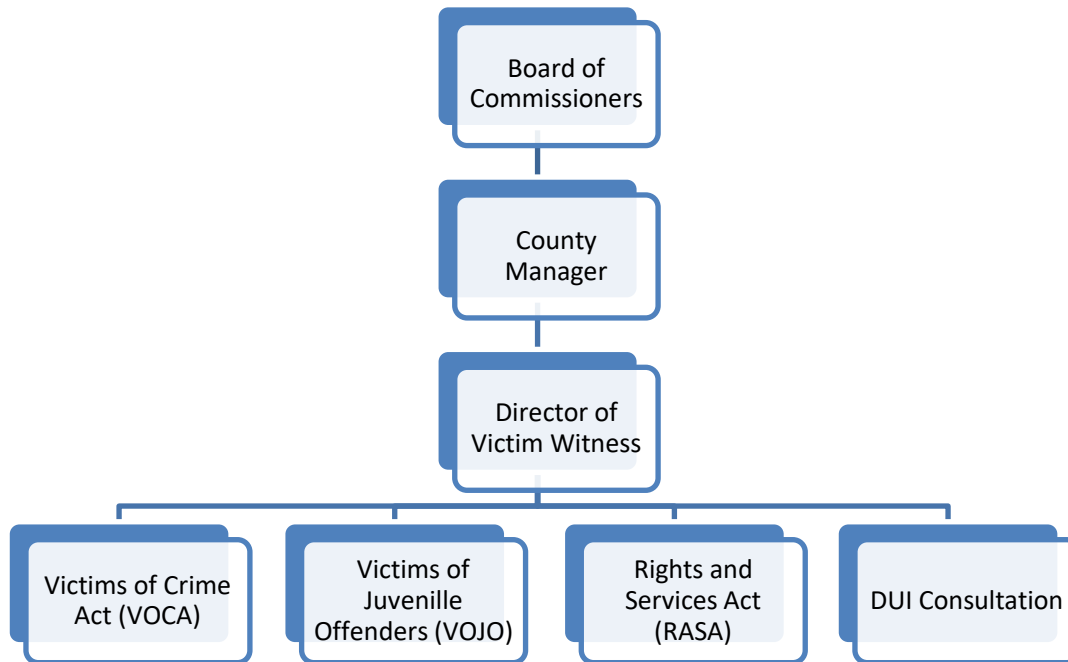 Board of
Commissioners
County
Manager
Director of
Victim Witness
Victims of Crime
Act (VOCA)
Victims of
Juvenille
Offenders (VOJO)
Rights and
Services Act
(RASA)
DUI Consultation